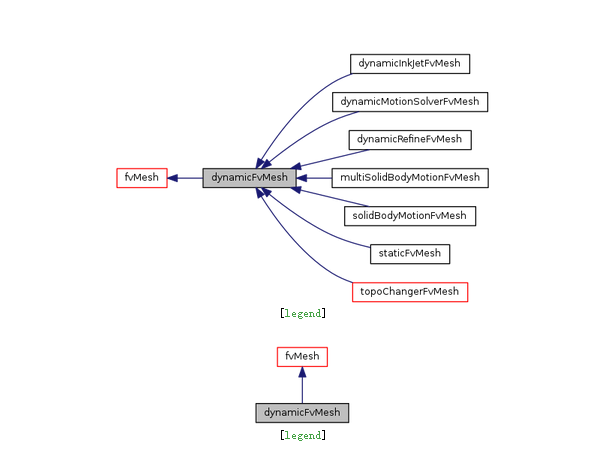 dynamicInkJetFvMesh
dynamicMotionSolverFvMesh
dynamicRefineFvMesh
fvMesh
dynamicFvMesh
multiSolidBodyMotionFvMesh
solidBodyMotionFvMesh
staticFvMesh
topoChangerFvMesh
[legend]
fvMesh
dynamicFvMesh
[legend]